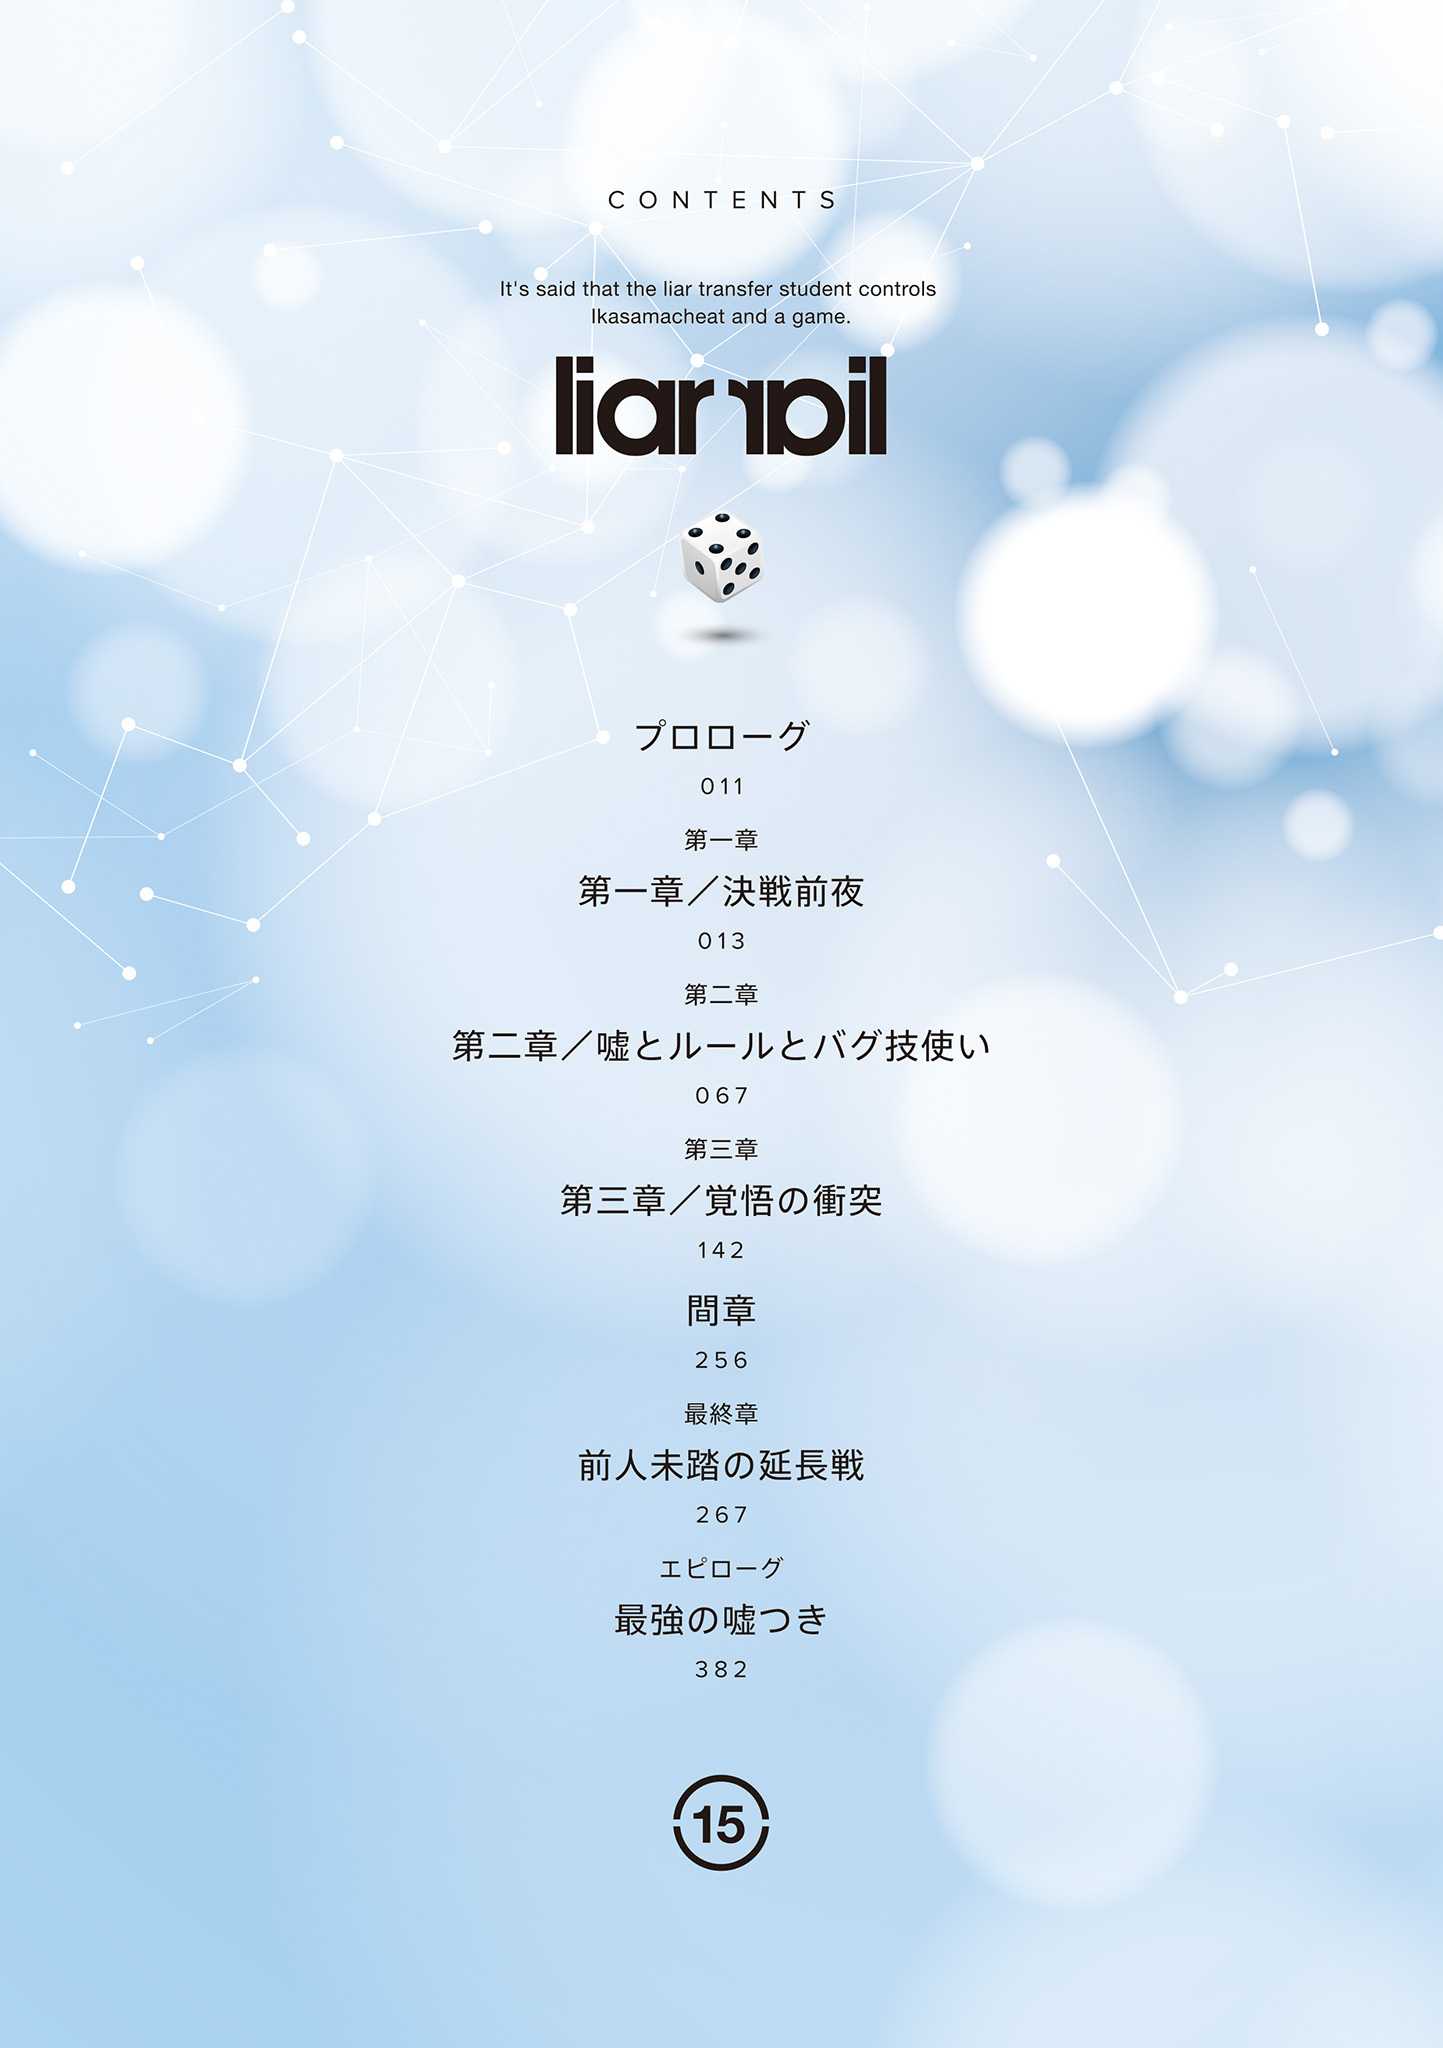 CONTENTS
It's said that the liar transfer student controls
Ikasamacheat and a game.
liar liar
プロローグ
011
第一章
第一章／決戦前夜
013
第二章
第二章／嘘とルールとバグ技使い
067
第三章
第三章／覚悟の衝突
142
間章
256
最終章
前人未踏の延長戦
267
エピローグ
最強の嘘つき
382
15